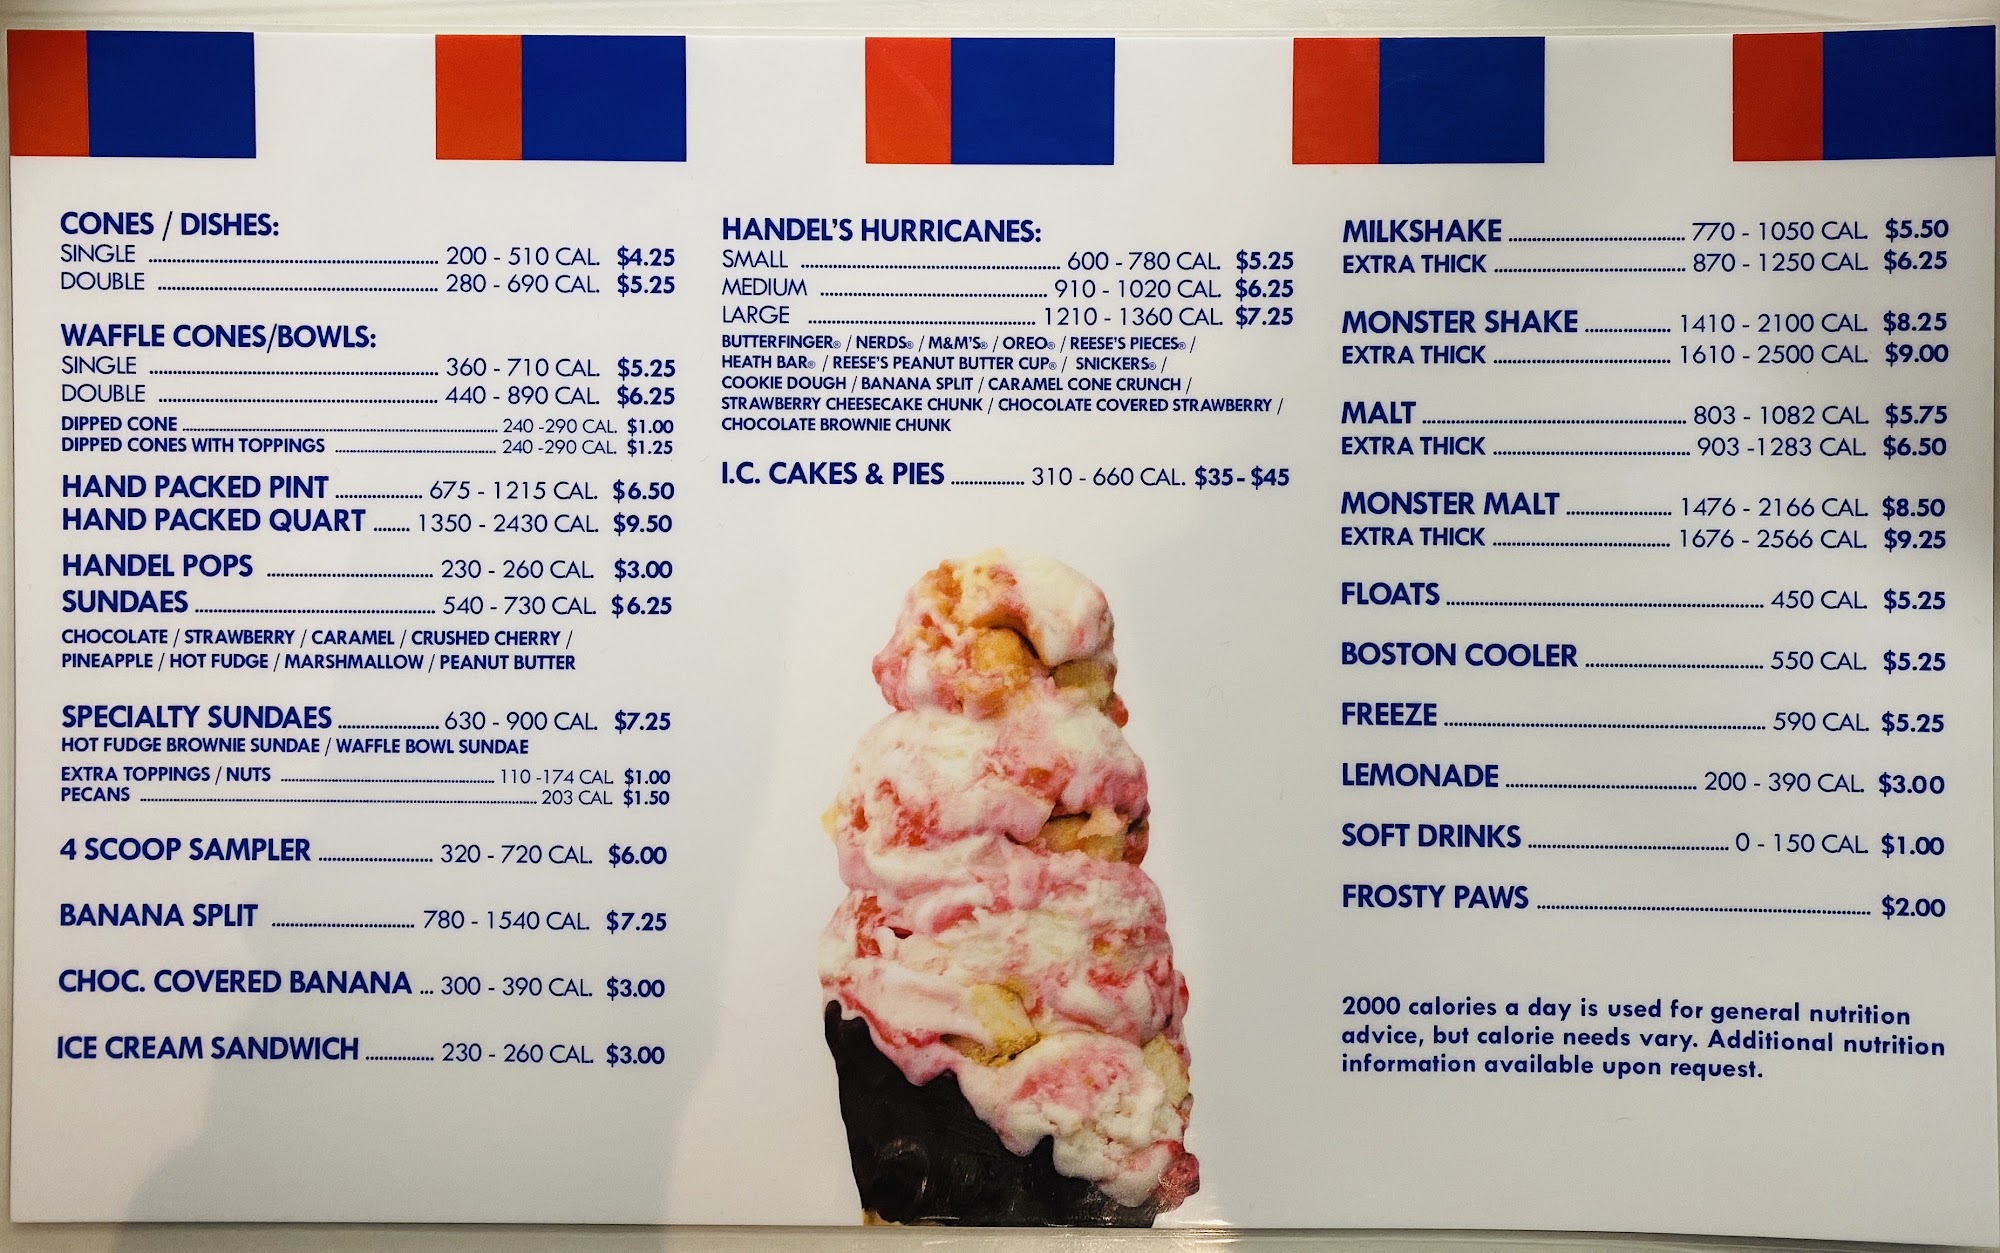 CONES / DISHES:
SINGLE 200 - 510 CAL. $4.25
DOUBLE 280 - 690 CAL. $5.25
WAFFLE CONES/BOWLS:
SINGLE 360 - 710 CAL. $5.25
DOUBLE 440 - 890 CAL. $6.25
DIPPED CONE 240 -290 CAL. $1.00
DIPPED CONES WITH TOPPINGS 240 -290 CAL. $1.25
HAND PACKED PINT 675 - 1215 CAL. $6.50
HAND PACKED QUART 1350 - 2430 CAL. $9.50
HANDEL POPS 230 - 260 CAL. $3.00
SUNDAES 540 - 730 CAL. $6.25
CHOCOLATE / STRAWBERRY / CARAMEL / CRUSHED CHERRY /
PINEAPPLE / HOT FUDGE / MARSHMALLOW / PEANUT BUTTER
SPECIALTY SUNDAES 630 - 900 CAL. $7.25
HOT FUDGE BROWNIE SUNDAE / WAFFLE BOWL SUNDAE
EXTRA TOPPINGS / NUTS 110 -174 CAL. $1.00
PECANS 203 CAL. $1.50
4 SCOOP SAMPLER 320 - 720 CAL. $6.00
BANANA SPLIT 780 - 1540 CAL. $7.25
CHOC. COVERED BANANA ... 300 - 390 CAL. $3.00
ICE CREAM SANDWICH 230 - 260 CAL. $3.00
HANDEL'S HURRICANES:
SMALL 600 - 780 CAL. $5.25
MEDIUM 910 - 1020 CAL. $6.25
LARGE 1210 - 1360 CAL. $7.25
BUTTERFINGER® / NERDS® / M&M'S® / OREO® / REESE'S PIECES® /
HEATH BAR® / REESE'S PEANUT BUTTER CUP® / SNICKERS® /
COOKIE DOUGH / BANANA SPLIT / CARAMEL CONE CRUNCH /
STRAWBERRY CHEESECAKE CHUNK / CHOCOLATE COVERED STRAWBERRY /
CHOCOLATE BROWNIE CHUNK
I.C. CAKES & PIES 310 - 660 CAL. $35- $45
MILKSHAKE 770 - 1050 CAL. $5.50
EXTRA THICK 870 - 1250 CAL. $6.25
MONSTER SHAKE 1410 - 2100 CAL. $8.25
EXTRA THICK 1610 - 2500 CAL. $9.00
MALT 803 - 1082 CAL. $5.75
EXTRA THICK 903 -1283 CAL. $6.50
MONSTER MALT 1476 - 2166 CAL. $8.50
EXTRA THICK 1676 - 2566 CAL. $9.25
FLOATS 450 CAL. $5.25
BOSTON COOLER 550 CAL. $5.25
FREEZE 590 CAL. $5.25
LEMONADE 200 - 390 CAL. $3.00
SOFT DRINKS 0 - 150 CAL. $1.00
FROSTY PAWS $2.00
2000 calories a day is used for general nutrition
advice, but calorie needs vary. Additional nutrition
information available upon request.